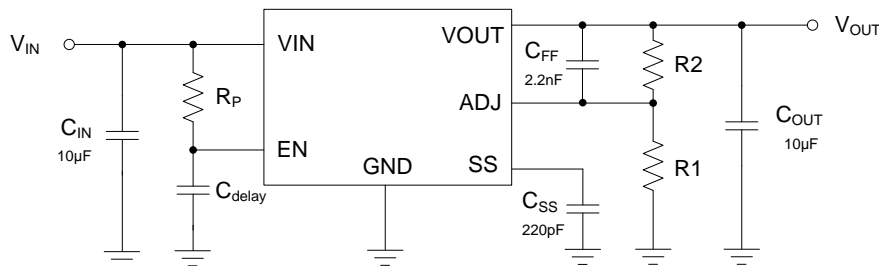 VIN
VIN
VOUT
VOUT
CFF
2.2nF
R2
RP
ADJ
CIN
10µF
COUT
10µF
EN
GND
SS
R1
Cdelay
CSS
220pF